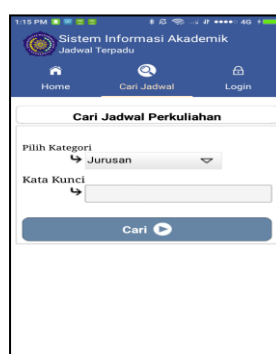 1:15 PM
4G
Sistem Informasi Akademik
Jadwal Terpadu
Home Cari Jadwal Login
Cari Jadwal Perkuliahan
Pilih Kategori
Jurusan
Kata Kunci
Cari